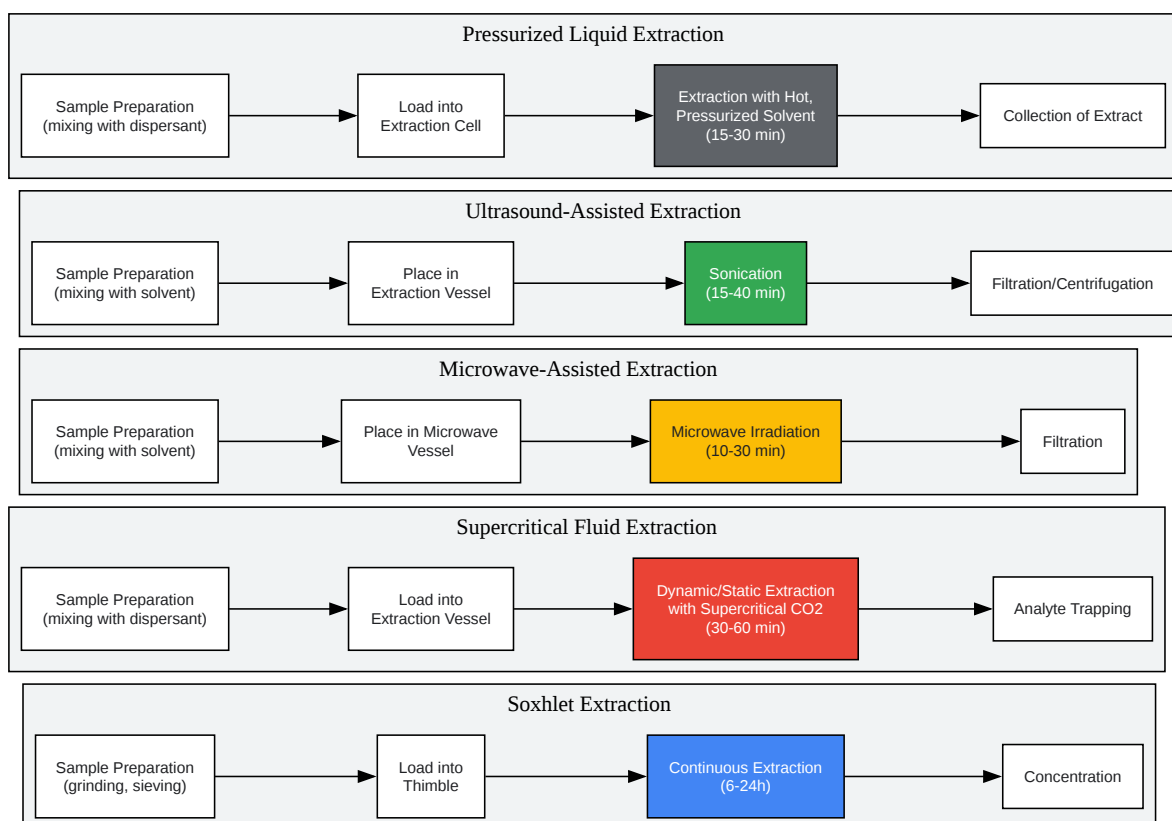 Pressurized Liquid Extraction
Sample Preparation
(mixing with dispersant)
Load into
Extraction Cell
Extraction with Hot,
Pressurized Solvent
(15-30 min)
Collection of Extract
Ultrasound-Assisted Extraction
Sample Preparation
(mixing with solvent)
Place in
Extraction Vessel
Sonication
(15-40 min)
Filtration/Centrifugation
Microwave-Assisted Extraction
Sample Preparation
(mixing with solvent)
Place in Microwave
Vessel
Microwave Irradiation
(10-30 min)
Filtration
Supercritical Fluid Extraction
Sample Preparation
(mixing with dispersant)
Load into
Extraction Vessel
Dynamic/Static Extraction
with Supercritical CO2
(30-60 min)
Analyte Trapping
Soxhlet Extraction
Sample Preparation
(grinding, sieving)
Load into
Thimble
Continuous Extraction
(6-24h)
Concentration